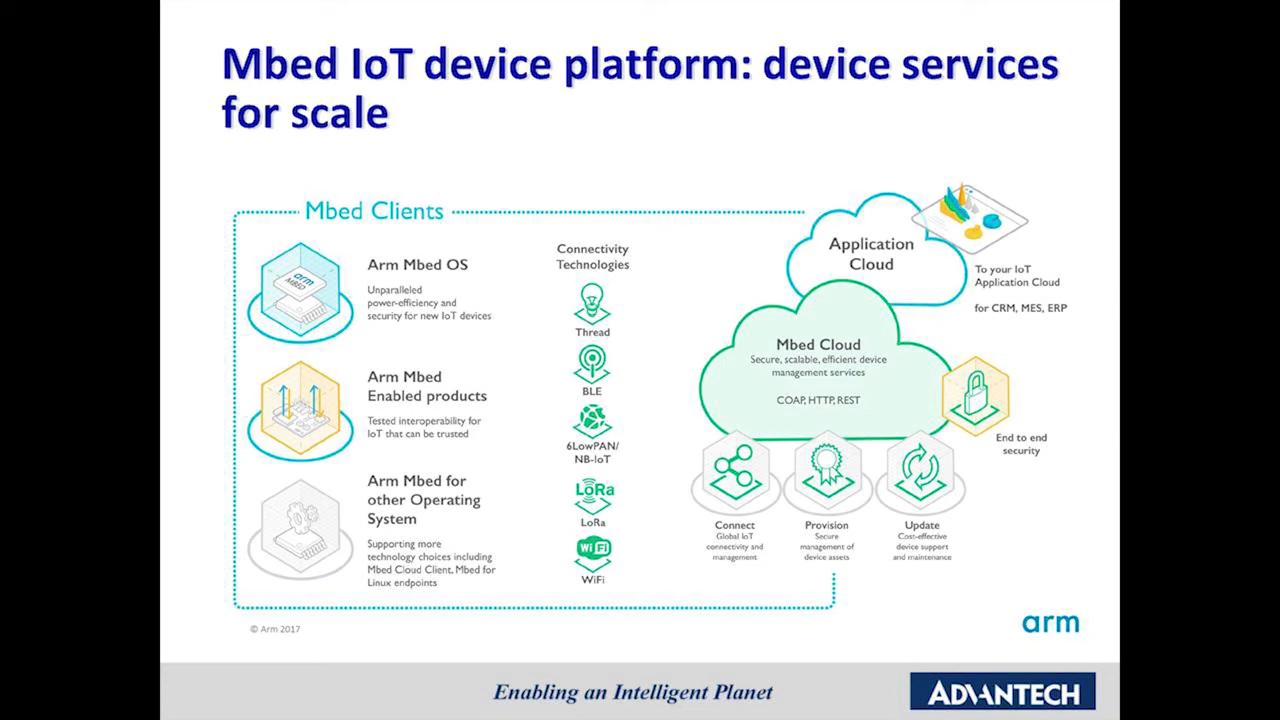 Mbed IoT device platform: device services
for scale
Mbed Clients
Arm Mbed OS
Unparalleled
power-efficiency and
security for new IoT devices
arm
MBED
Arm Mbed
Enabled products
Tested interoperability for
IoT that can be trusted
Arm Mbed for
other Operating
System
Supporting more
technology choices including
Mbed Cloud Client, Mbed for
Linux endpoints
Connectivity
Technologies
Thread
BLE
6LowPAN/
NB-IoT
LoRa
LoRa
WiFi
WiFi
Application
Cloud
To your IoT
Application Cloud
for CRM, MES, ERP
Mbed Cloud
Secure, scalable, efficient device
management services
COAP, HTTP, REST
End to end
security
Connect
Global IoT
connectivity and
management
Provision
Secure
management of
device assets
Update
Cost-effective
device support
and maintenance
© Arm 2017
arm
Enabling an Intelligent Planet
ADVANTECH